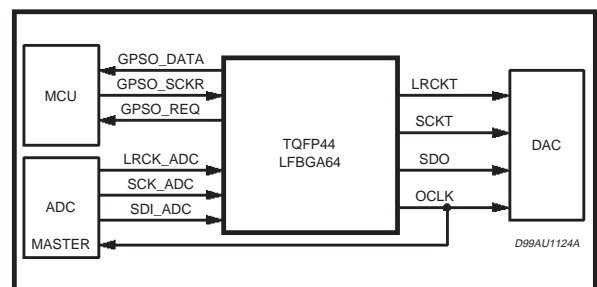 MCU
GPSO_DATA
GPSO_SCKR
GPSO_REQ
ADC
MASTER
LRCK_ADC
SCK_ADC
SDI_ADC
TQFP44
LFBGA64
LRCKT
SCKT
SDO
OCLK
DAC
D99AU1124A